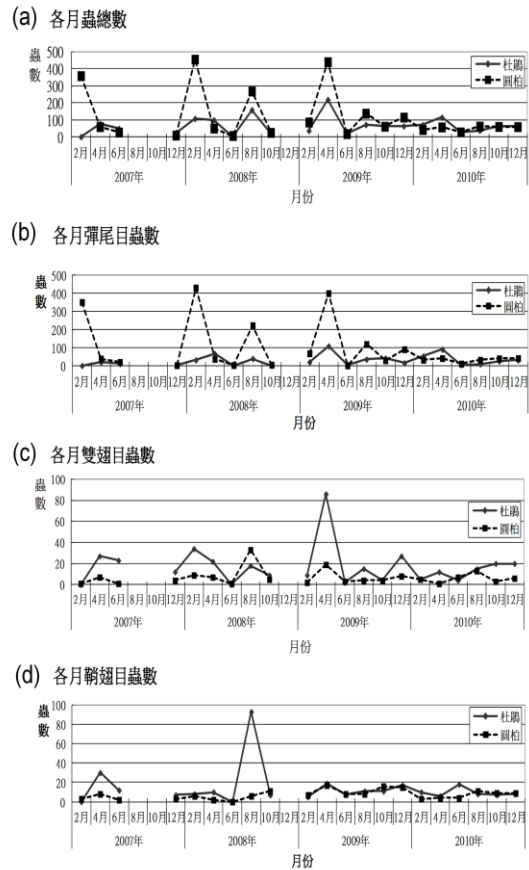 (a) 各月蟲總數
蟲數
500
400
300
200
100
0
杜鵑
圓柏
2月 4月 6月 8月 10月 12月 2月 4月 6月 8月 10月 12月 2月 4月 6月 8月 10月 12月 2月 4月 6月 8月 10月 12月
2007年 2008年 2009年 2010年
月份
(b) 各月彈尾目蟲數
蟲數
500
400
300
200
100
0
杜鵑
圓柏
2月 4月 6月 8月 10月 12月 2月 4月 6月 8月 10月 12月 2月 4月 6月 8月 10月 12月 2月 4月 6月 8月 10月 12月
2007年 2008年 2009年 2010年
月份
(c) 各月雙翅目蟲數
蟲數
100
80
60
40
20
0
杜鵑
圓柏
2月 4月 6月 8月 10月 12月 2月 4月 6月 8月 10月 12月 2月 4月 6月 8月 10月 12月 2月 4月 6月 8月 10月 12月
2007年 2008年 2009年 2010年
月份
(d) 各月鞘翅目蟲數
蟲數
100
80
60
40
20
0
杜鵑
圓柏
2月 4月 6月 8月 10月 12月 2月 4月 6月 8月 10月 12月 2月 4月 6月 8月 10月 12月 2月 4月 6月 8月 10月 12月
2007年 2008年 2009年 2010年
月份